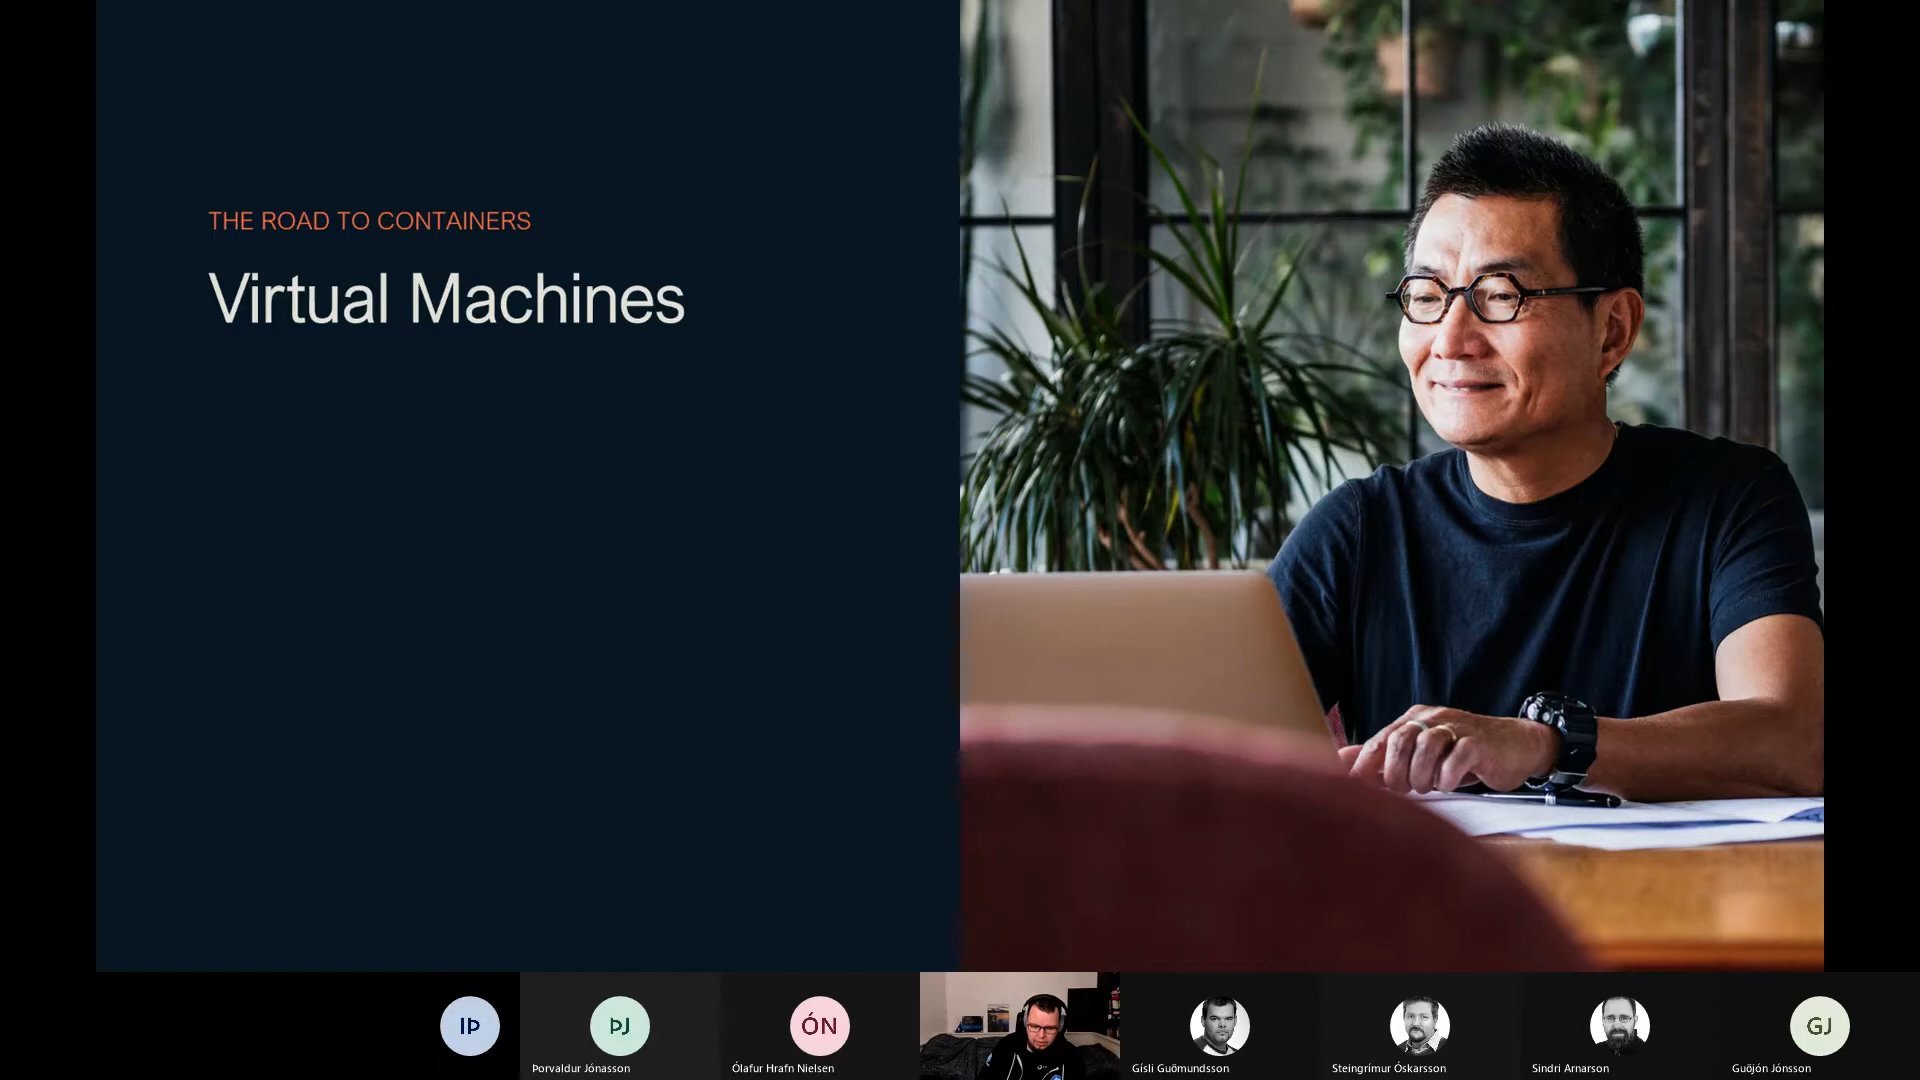 THE ROAD TO CONTAINERS
Virtual Machines
IÞ
ÞJ
ÓN
GJ
Þorvaldur Jónasson
Ólafur Hrafn Nielsen
Gísli Guðmundsson
Steingrímur Óskarsson
Sindri Arnarson
Guðjón Jónsson